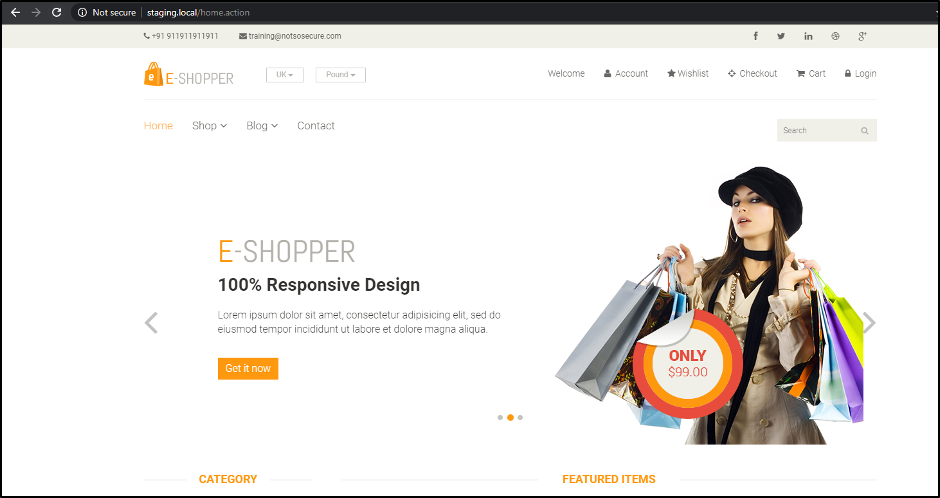 Not secure staging.local/home.action
+91 911911911911 training@notsosecure.com
E-SHOPPER UK Pound Welcome Account Wishlist Checkout Cart Login
Home Shop Blog Contact Search
E-SHOPPER
100% Responsive Design
Lorem ipsum dolor sit amet, consectetur adipisicing elit, sed do
eiusmod tempor incididunt ut labore et dolore magna aliqua.
Get it now
ONLY
$99.00
CATEGORY FEATURED ITEMS